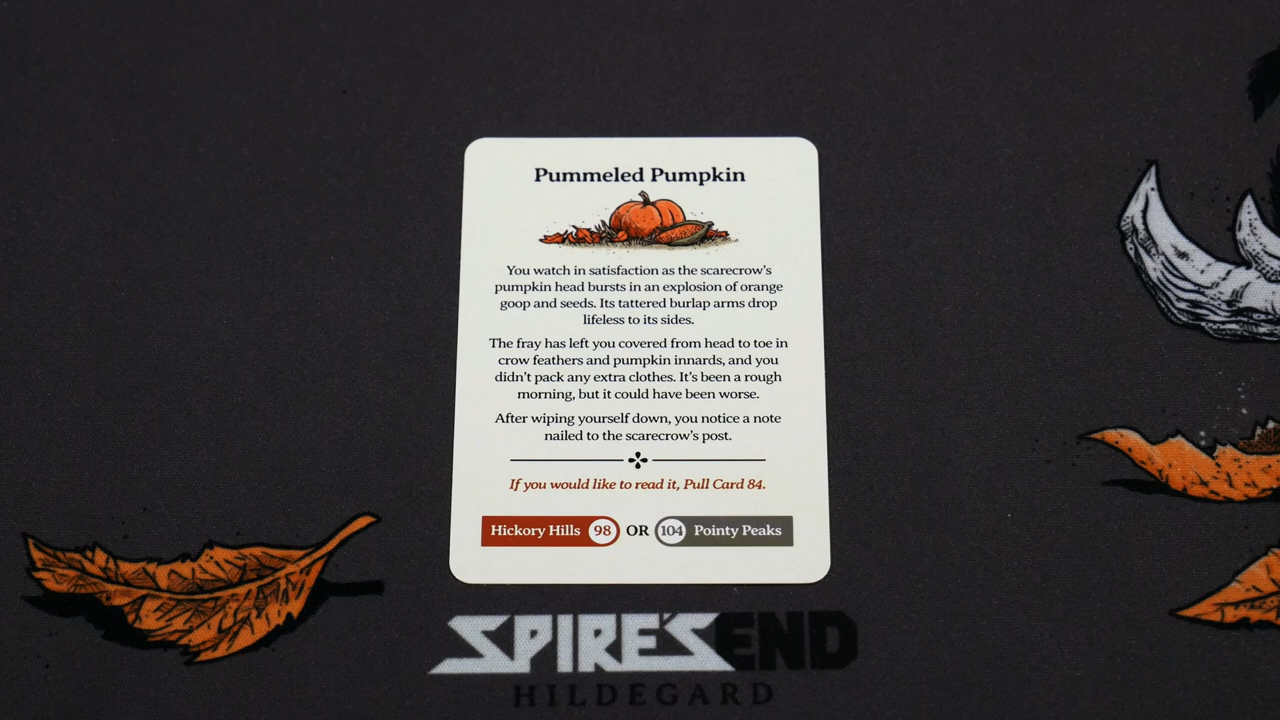 Pummeled Pumpkin
You watch in satisfaction as the scarecrow's
pumpkin head bursts in an explosion of orange
goop and seeds. Its tattered burlap arms drop
lifeless to its sides.
The fray has left you covered from head to toe in
crow feathers and pumpkin innards, and you
didn't pack any extra clothes. It's been a rough
morning, but it could have been worse.
After wiping yourself down, you notice a note
nailed to the scarecrow's post.
If you would like to read it, Pull Card 84.
Hickory Hills 98 OR 104 Pointy Peaks
SPIRE'S END
HILDEGARD